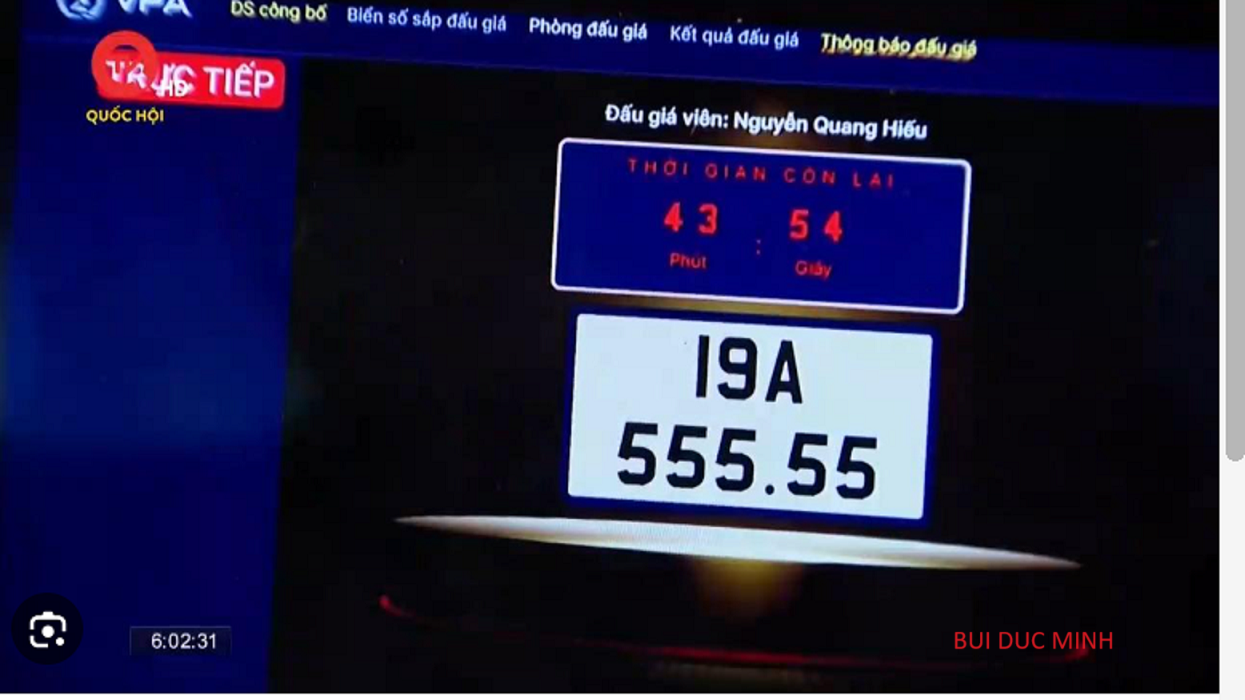 VPA
DS công bố Biển số sắp đấu giá Phòng đấu giá Kết quả đấu giá Thông báo đấu giá
TRỰC TIẾP
HD
QUỐC HỘI
Đấu giá viên: Nguyễn Quang Hiếu
THỜI GIAN CÒN LẠI
43 : 54
Phút Giây
19A
555.55
6:02:31
BUI DUC MINH